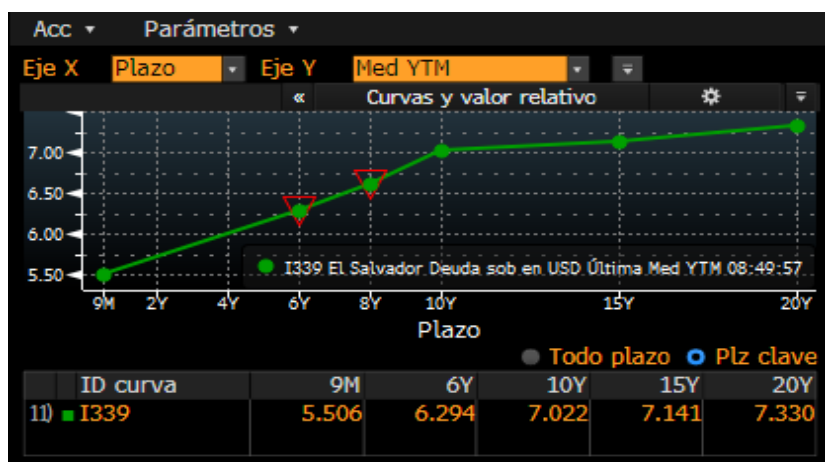 Acc Parámetros
Eje X Plazo Eje Y Med YTM
« Curvas y valor relativo
7.00
6.50
6.00
5.50
I339 El Salvador Deuda sob en USD Última Med YTM 08:49:57
9M 2Y 4Y 6Y 8Y 10Y 15Y 20Y
Plazo
Todo plazo Plz clave
ID curva 9M 6Y 10Y 15Y 20Y
11) I339 5.506 6.294 7.022 7.141 7.330